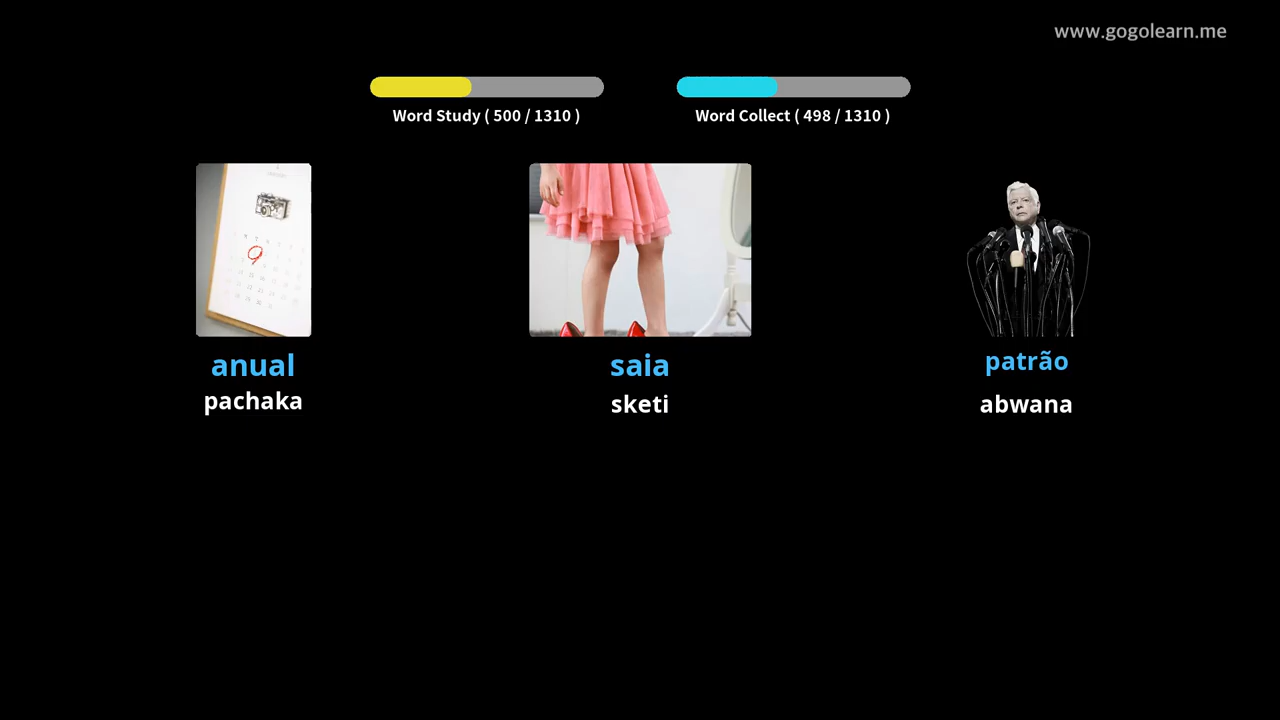 www.gogolearn.me
Word Study ( 500 / 1310 )
Word Collect ( 498 / 1310 )
anual
pachaka
saia
sketi
patrão
abwana